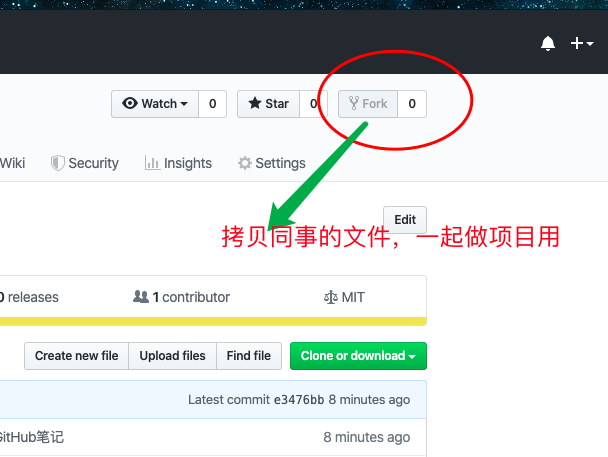 Watch 0 Star 0 Fork 0
Wiki Security Insights Settings
Edit
拷贝同事的文件，一起做项目用
0 releases 1 contributor MIT
Create new file Upload files Find file Clone or download
Latest commit e3476bb 8 minutes ago
GitHub笔记 8 minutes ago